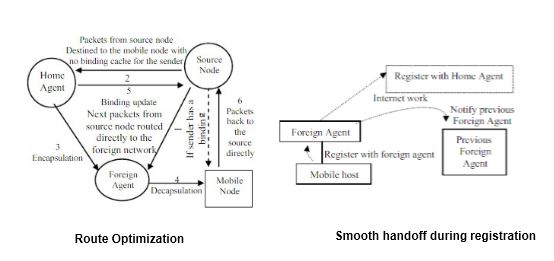 Packets from source node
Destined to the mobile node with
no binding cache for the sender
Source
Node
Home
Agent
2
5
Binding update
Next packets from
source node routed
directly to the
foreign network
1
If sender has a
binding
6
Packets
back to
the
source
directly
3
Encapsulation
Foreign
Agent
4
Decapsulation
Mobile
Node
Route Optimization
Register with Home Agent
Internet work
Notify previous
Foreign Agent
Foreign Agent
Previous
Foreign
Agent
Register with foreign agent
Mobile host
Smooth handoff during registration